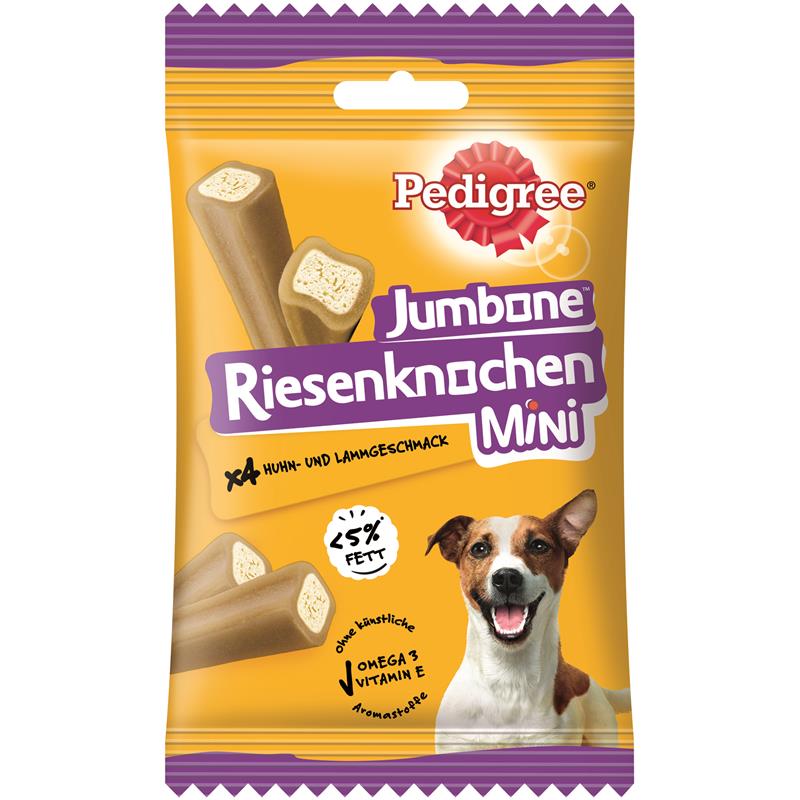 Pedigree®
Jumbone™
Riesenknochen
Mini
x4 HUHN- UND LAMMGESCHMACK
<5%*
FETT
ohne künstliche
OMEGA 3
VITAMIN E
Aromastoffe